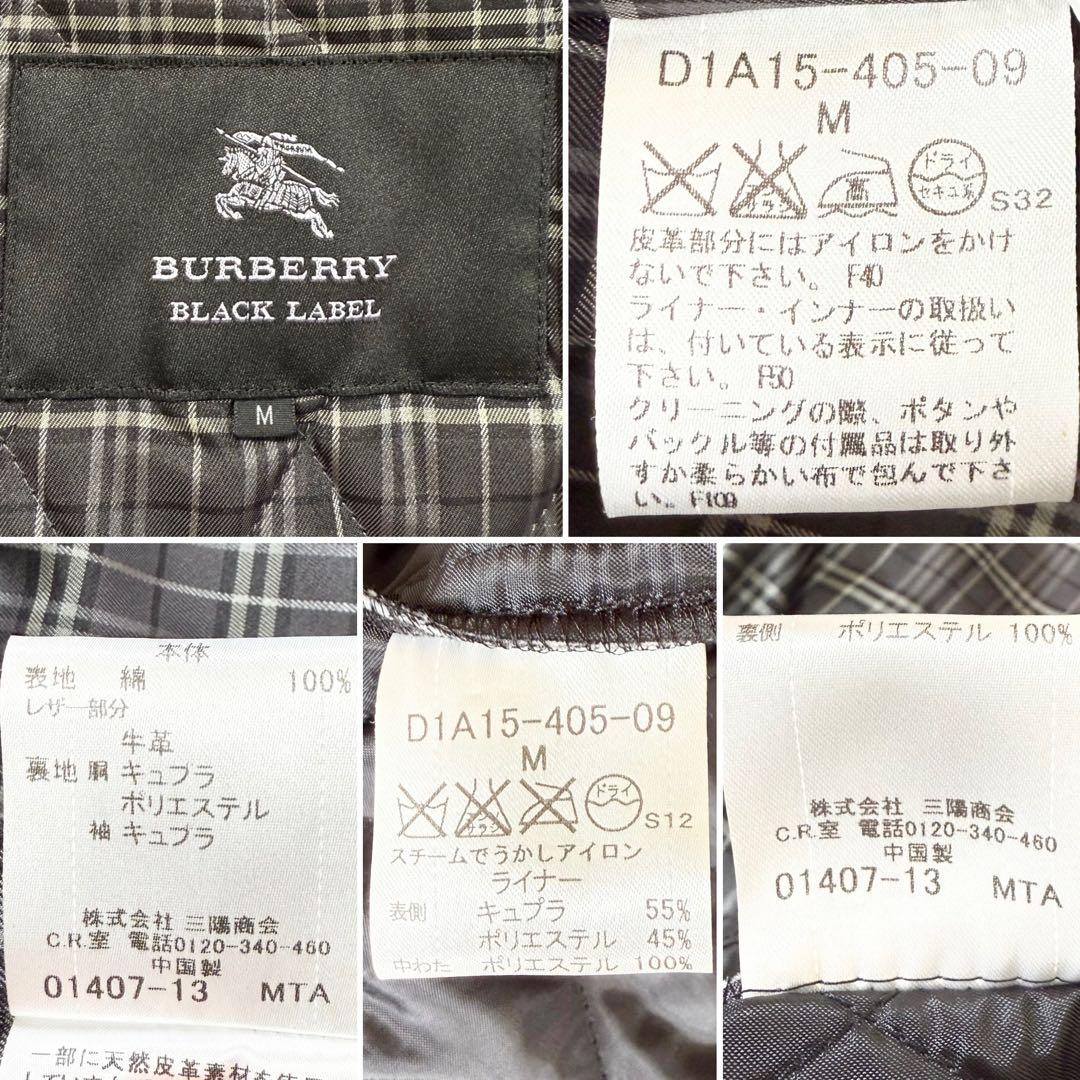 BURBERRY
BLACK LABEL
M
D1A15-405-09
M
ドライ
セキユ系
S32
皮革部分にはアイロンをかけ
ないで下さい。 F40
ライナー・インナーの取扱い
は、付いている表示に従って
下さい。 F50
クリーニングの際、ボタンや
バックル等の付属品は取り外
すか柔らかい布で包んで下さ
い。F109
本体
表地 綿 100%
レザー部分
牛革
裏地 胴 キュプラ
ポリエステル
袖 キュプラ
株式会社 三陽商会
C.R.室 電話0120-340-460
中国製
01407-13 MTA
一部に天然皮革素材を使用
D1A15-405-09
M
ドライ
S12
スチームでうかしアイロン
ライナー
表側 キュプラ 55%
ポリエステル 45%
中わた ポリエステル 100%
裏側 ポリエステル 100%
株式会社 三陽商会
C.R.室 電話0120-340-460
中国製
01407-13 MTA